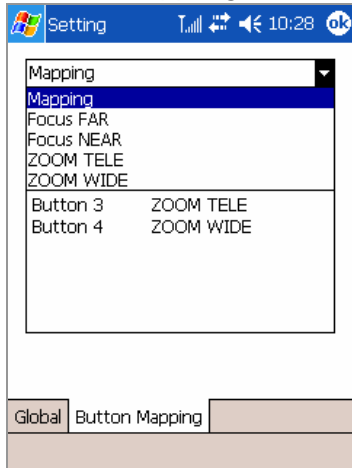 Setting 10:28 ok
Mapping
Mapping
Focus FAR
Focus NEAR
ZOOM TELE
ZOOM WIDE
Button 3 ZOOM TELE
Button 4 ZOOM WIDE
Global Button Mapping